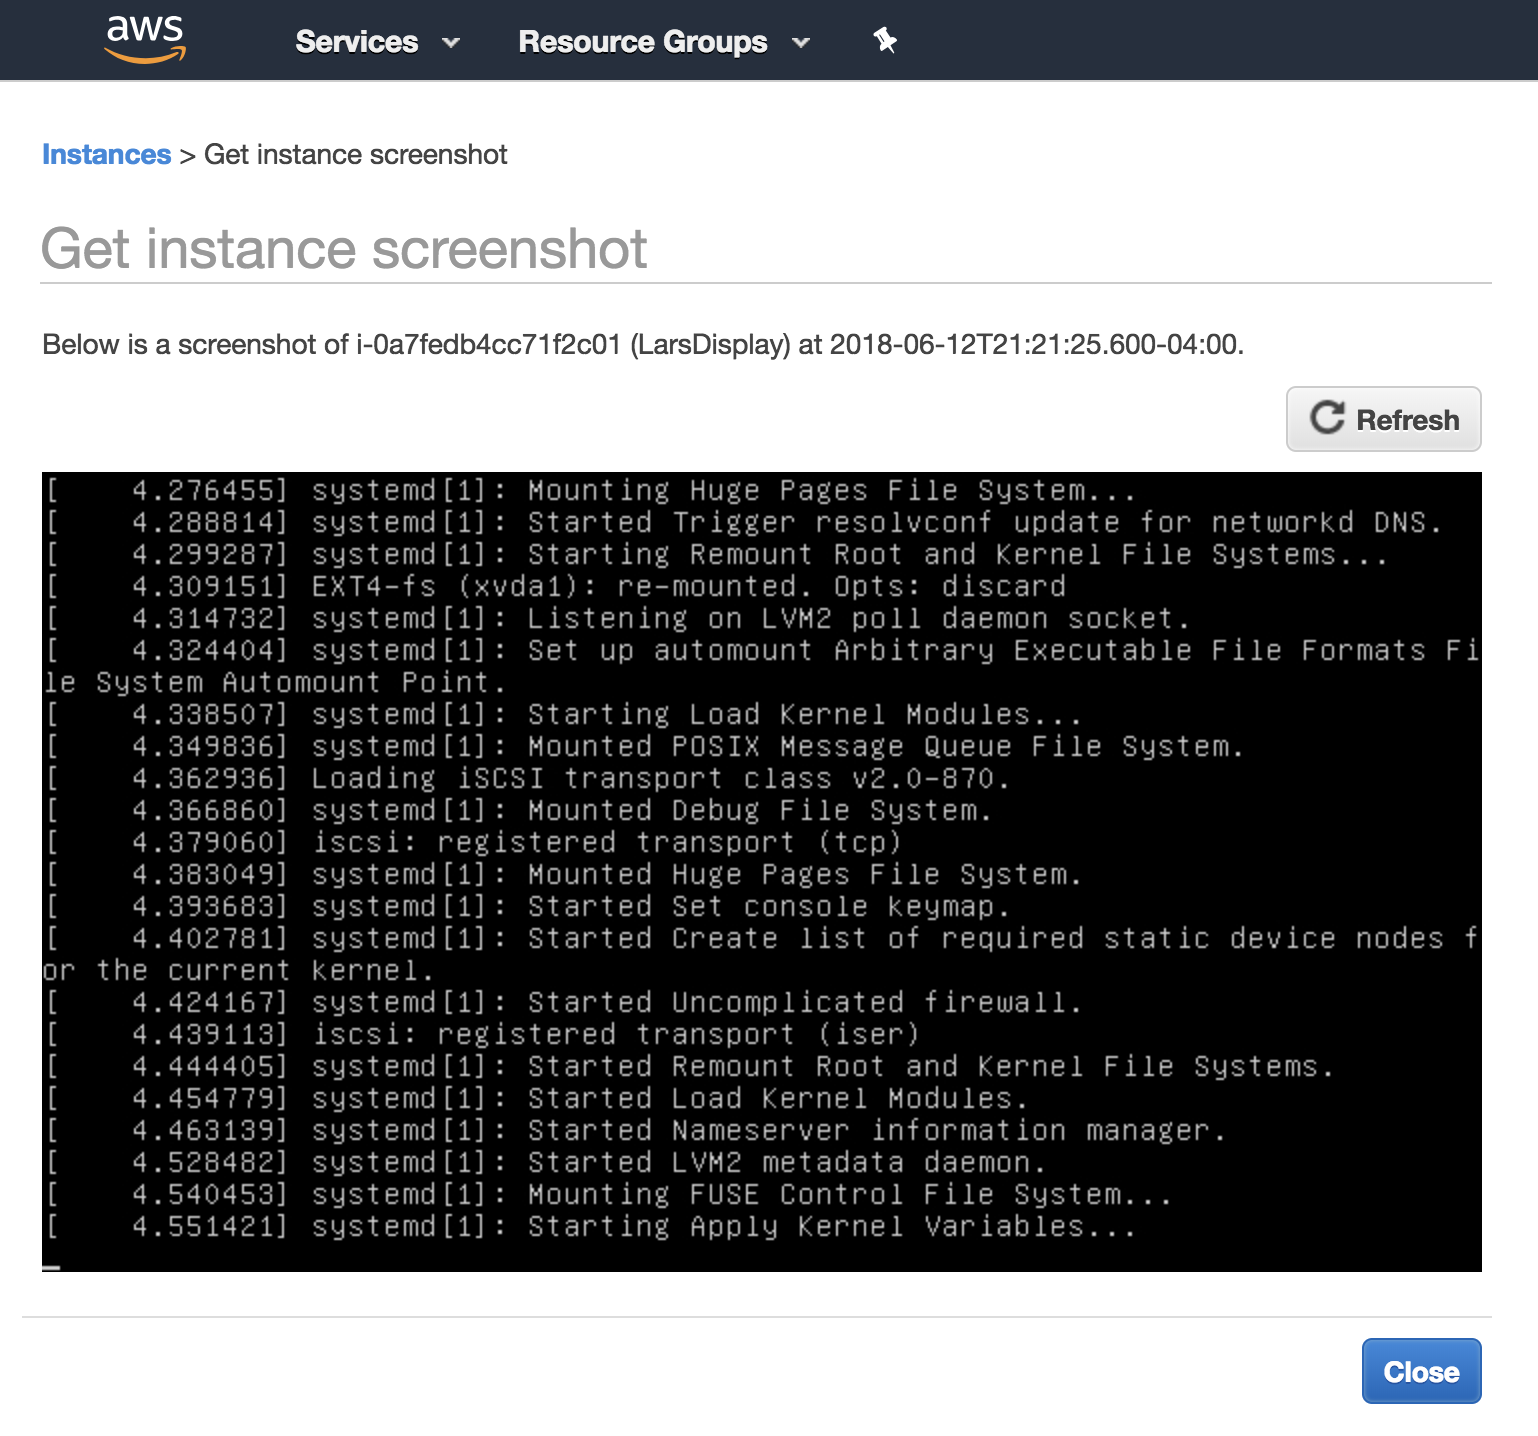 aws Services Resource Groups
Instances > Get instance screenshot
Get instance screenshot
Below is a screenshot of i-0a7fedb4cc71f2c01 (LarsDisplay) at 2018-06-12T21:21:25.600-04:00.
Refresh
[    4.276455] systemd[1]: Mounting Huge Pages File System...
[    4.288814] systemd[1]: Started Trigger resolvconf update for networkd DNS.
[    4.299287] systemd[1]: Starting Remount Root and Kernel File Systems...
[    4.309151] EXT4-fs (xvda1): re-mounted. Opts: discard
[    4.314732] systemd[1]: Listening on LVM2 poll daemon socket.
[    4.324404] systemd[1]: Set up automount Arbitrary Executable File Formats Fi
le System Automount Point.
[    4.338507] systemd[1]: Starting Load Kernel Modules...
[    4.349836] systemd[1]: Mounted POSIX Message Queue File System.
[    4.362936] Loading iSCSI transport class v2.0-870.
[    4.366860] systemd[1]: Mounted Debug File System.
[    4.379060] iscsi: registered transport (tcp)
[    4.383049] systemd[1]: Mounted Huge Pages File System.
[    4.393683] systemd[1]: Started Set console keymap.
[    4.402781] systemd[1]: Started Create list of required static device nodes f
or the current kernel.
[    4.424167] systemd[1]: Started Uncomplicated firewall.
[    4.439113] iscsi: registered transport (iser)
[    4.444405] systemd[1]: Started Remount Root and Kernel File Systems.
[    4.454779] systemd[1]: Started Load Kernel Modules.
[    4.463139] systemd[1]: Started Nameserver information manager.
[    4.528482] systemd[1]: Started LVM2 metadata daemon.
[    4.540453] systemd[1]: Mounting FUSE Control File System...
[    4.551421] systemd[1]: Starting Apply Kernel Variables...
_
Close